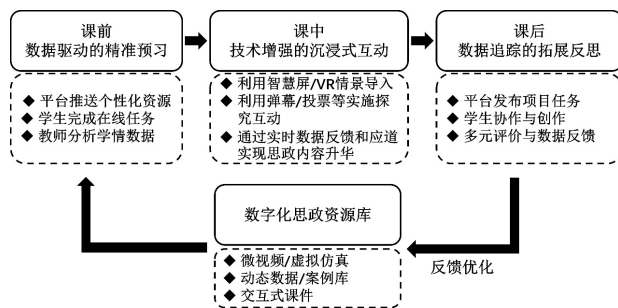 课前
数据驱动的精准预习
◆ 平台推送个性化资源
◆ 学生完成在线任务
◆ 教师分析学情数据
课中
技术增强的沉浸式互动
◆ 利用智慧屏/VR情景导入
◆ 利用弹幕/投票等实施探
究互动
◆ 通过实时数据反馈和应道
实现思政内容升华
课后
数据追踪的拓展反思
◆ 平台发布项目任务
◆ 学生协作与创作
◆ 多元评价与数据反馈
数字化思政资源库
◆ 微视频/虚拟仿真
◆ 动态数据/案例库
◆ 交互式课件
反馈优化